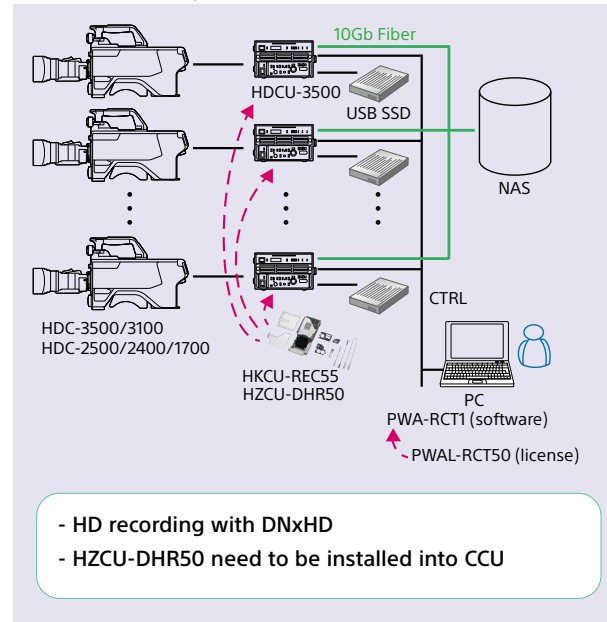 10Gb Fiber
HDCU-3500
USB SSD
NAS
CTRL
HDC-3500/3100
HDC-2500/2400/1700
HKCU-REC55
HZCU-DHR50
PC
PWA-RCT1 (software)
PWAL-RCT50 (license)
- HD recording with DNxHD
- HZCU-DHR50 need to be installed into CCU